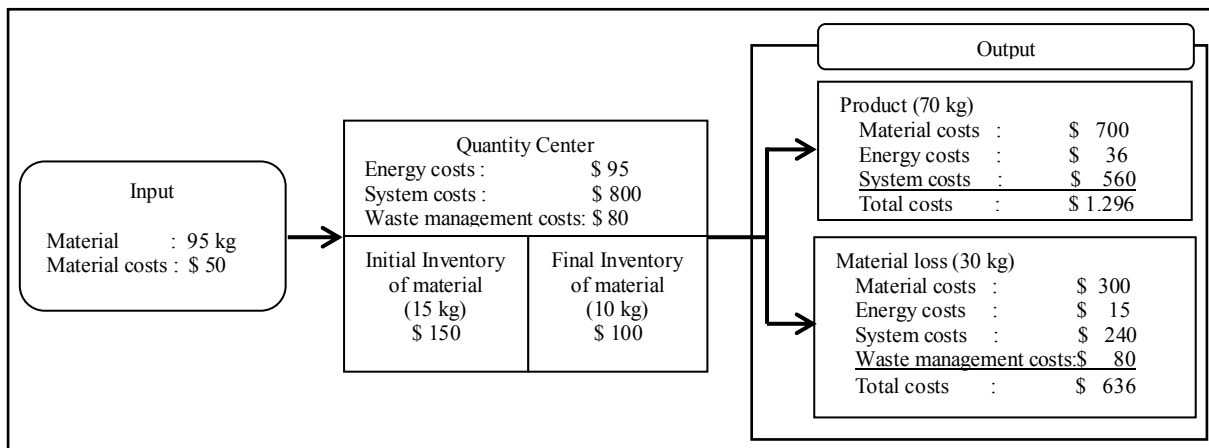 Output
Product (70 kg)
Material costs : $ 700
Energy costs : $ 36
System costs : $ 560
Total costs : $ 1.296
Quantity Center
Energy costs : $ 95
System costs : $ 800
Waste management costs: $ 80
Input
Material : 95 kg
Material costs : $ 50
Initial Inventory
of material
(15 kg)
$ 150
Final Inventory
of material
(10 kg)
$ 100
Material loss (30 kg)
Material costs : $ 300
Energy costs : $ 15
System costs : $ 240
Waste management costs:$ 80
Total costs : $ 636